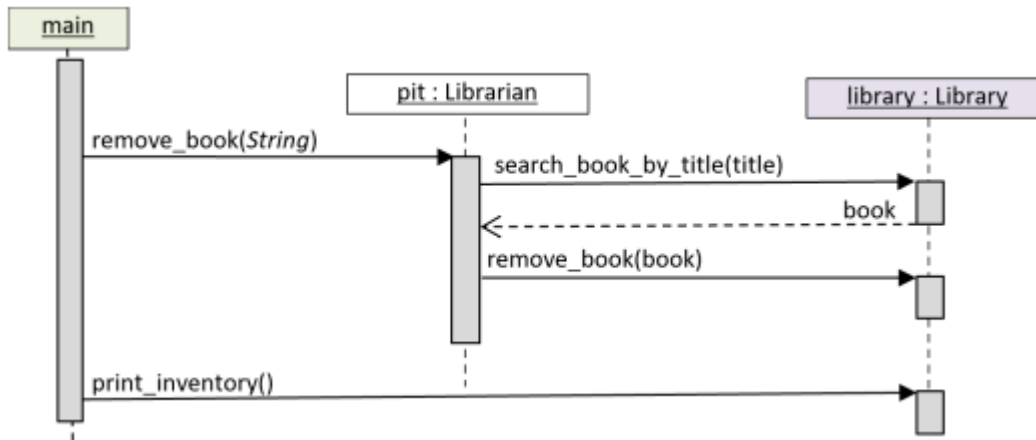 main
pit : Librarian
library : Library
remove_book(String)
search_book_by_title(title)
book
remove_book(book)
print_inventory()